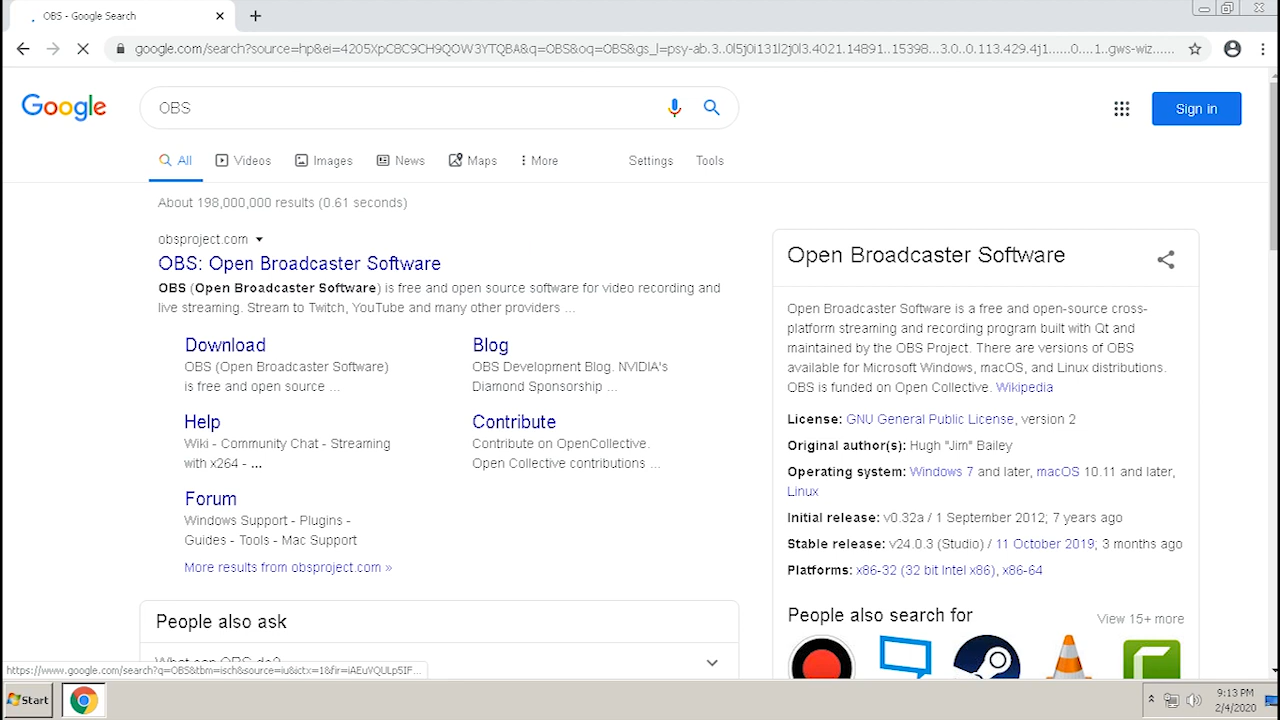 OBS - Google Search
google.com/search?source=hp&ei=4205XpCBC9CH9QOW3YTQBA&q=OBS&oq=OBS&gs_l=psy-ab.3..0l5j0i131l2j0l3.4021.14891..15398...3.0..0.113.429.4j1......0....1..gws-wiz......
Google
OBS
Sign in
All
Videos
Images
News
Maps
More
Settings
Tools
About 198,000,000 results (0.61 seconds)
obsproject.com
OBS: Open Broadcaster Software
OBS (Open Broadcaster Software) is free and open source software for video recording and
live streaming. Stream to Twitch, YouTube and many other providers ...
Download
OBS (Open Broadcaster Software)
is free and open source ...
Blog
OBS Development Blog. NVIDIA's
Diamond Sponsorship ...
Help
Wiki - Community Chat - Streaming
with x264 - ...
Contribute
Contribute on OpenCollective.
Open Collective contributions ...
Forum
Windows Support - Plugins -
Guides - Tools - Mac Support
More results from obsproject.com »
People also ask
What can OBS do?
Open Broadcaster Software
Open Broadcaster Software is a free and open-source cross-
platform streaming and recording program built with Qt and
maintained by the OBS Project. There are versions of OBS
available for Microsoft Windows, macOS, and Linux distributions.
OBS is funded on Open Collective. Wikipedia
License: GNU General Public License, version 2
Original author(s): Hugh "Jim" Bailey
Operating system: Windows 7 and later, macOS 10.11 and later,
Linux
Initial release: v0.32a / 1 September 2012; 7 years ago
Stable release: v24.0.3 (Studio) / 11 October 2019; 3 months ago
Platforms: x86-32 (32 bit Intel x86), x86-64
People also search for
View 15+ more
https://www.google.com/search?q=OBS&tbm=isch&source=iu&ictx=1&fir=iAEuVQULp5IF...
Start
9:13 PM
2/4/2020